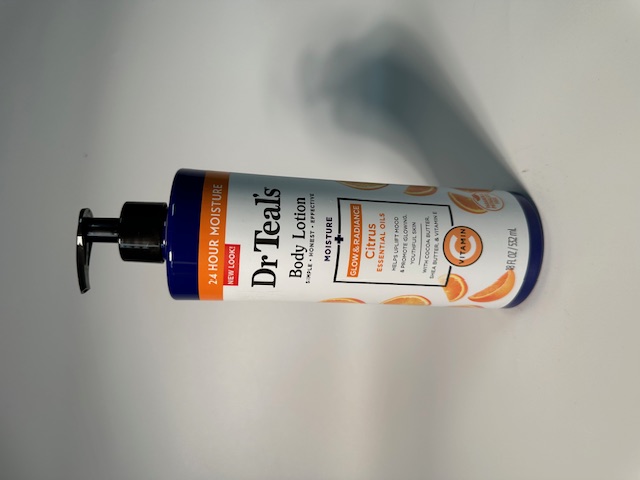 24 HOUR MOISTURE
NEW LOOK!
Dr Teal's
Body Lotion
SIMPLE • HONEST • EFFECTIVE
MOISTURE
+
GLOW & RADIANCE
Citrus
ESSENTIAL OILS
HELPS UPLIFT MOOD
& PROMOTE GLOWING,
YOUTHFUL SKIN
WITH COCOA BUTTER,
SHEA BUTTER, & VITAMIN E
C
VITAMIN
18 FL OZ / 532 mL